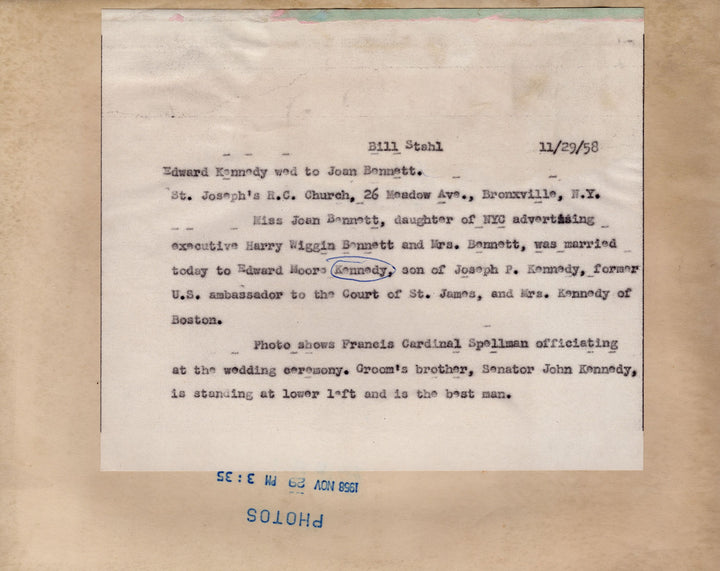 Bill Stahl 11/29/58
Edward Kennedy wed to Joan Bennett.
St. Joseph's R.C. Church, 26 Meadow Ave., Bronxville, N.Y.
Miss Joan Bennett, daughter of NYC advertising
executive Harry Wiggin Bennett and Mrs. Bennett, was married
today to Edward Moore Kennedy, son of Joseph P. Kennedy, former
U.S. ambassador to the Court of St. James, and Mrs. Kennedy of
Boston.
Photo shows Francis Cardinal Spellman officiating
at the wedding ceremony. Groom's brother, Senator John Kennedy,
is standing at lower left and is the best man.
PHOTOS
1958 NOV 29 PM 3:35